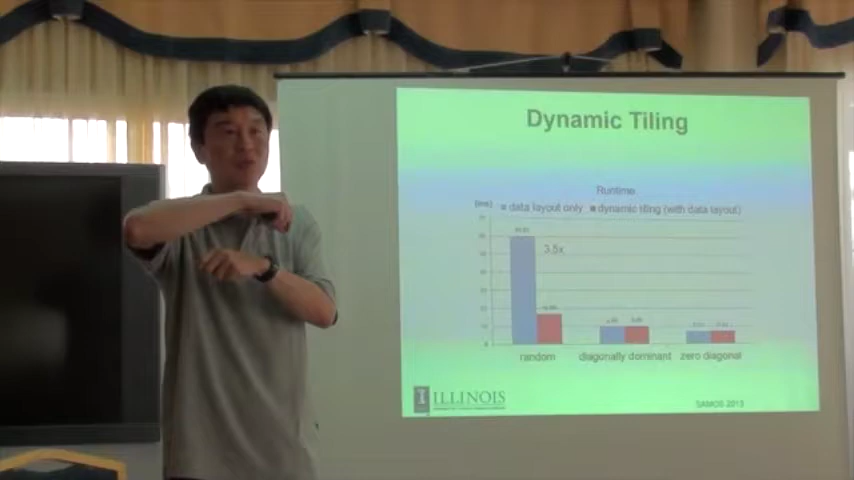 Dynamic Tiling
Runtime
(ms)
data layout only
dynamic tiling (with data layout)
3.5x
random
diagonally dominant
zero diagonal
I ILLINOIS
SAMOS 2013